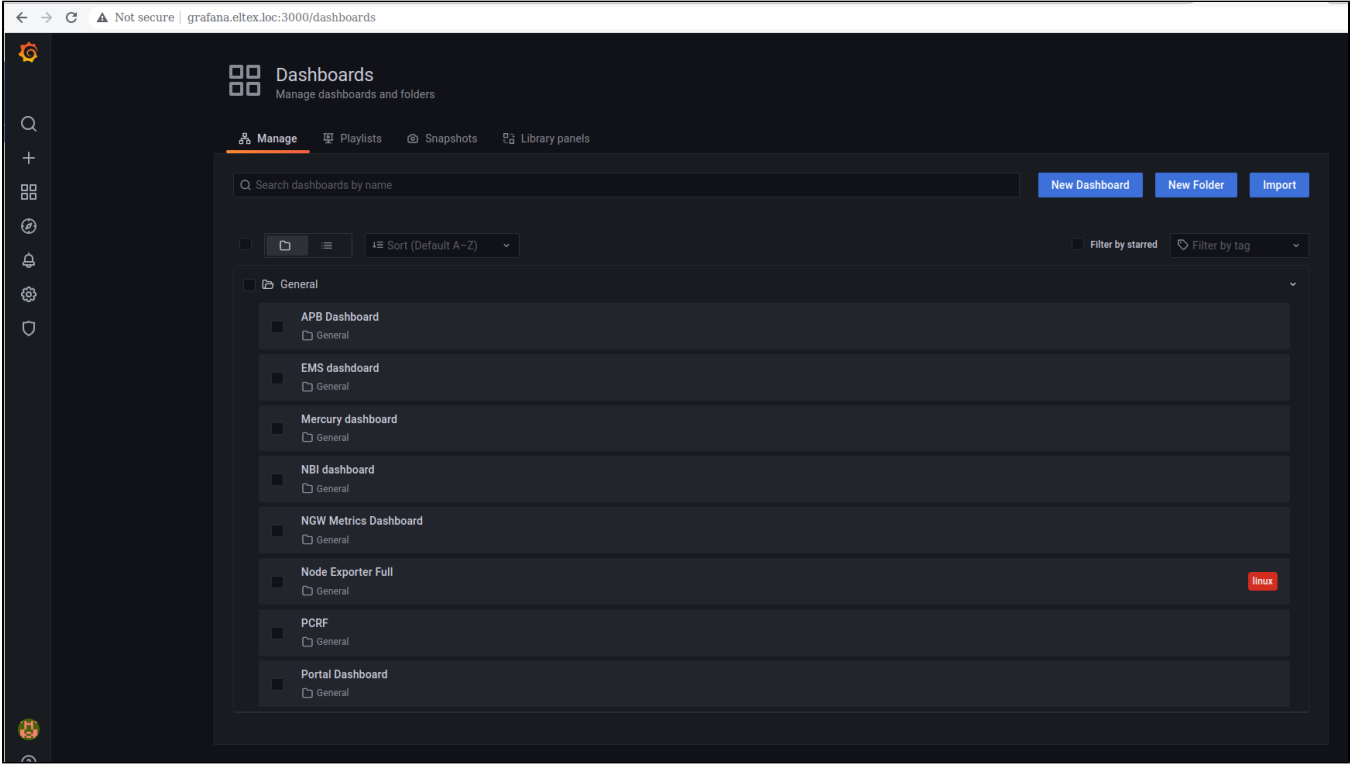 Not secure | grafana.eltex.loc:3000/dashboards
Dashboards
Manage dashboards and folders
Manage Playlists Snapshots Library panels
Search dashboards by name New Dashboard New Folder Import
Sort (Default A–Z) Filter by starred Filter by tag
General
APB Dashboard
General
EMS dashdoard
General
Mercury dashboard
General
NBI dashboard
General
NGW Metrics Dashboard
General
Node Exporter Full
linux
General
PCRF
General
Portal Dashboard
General